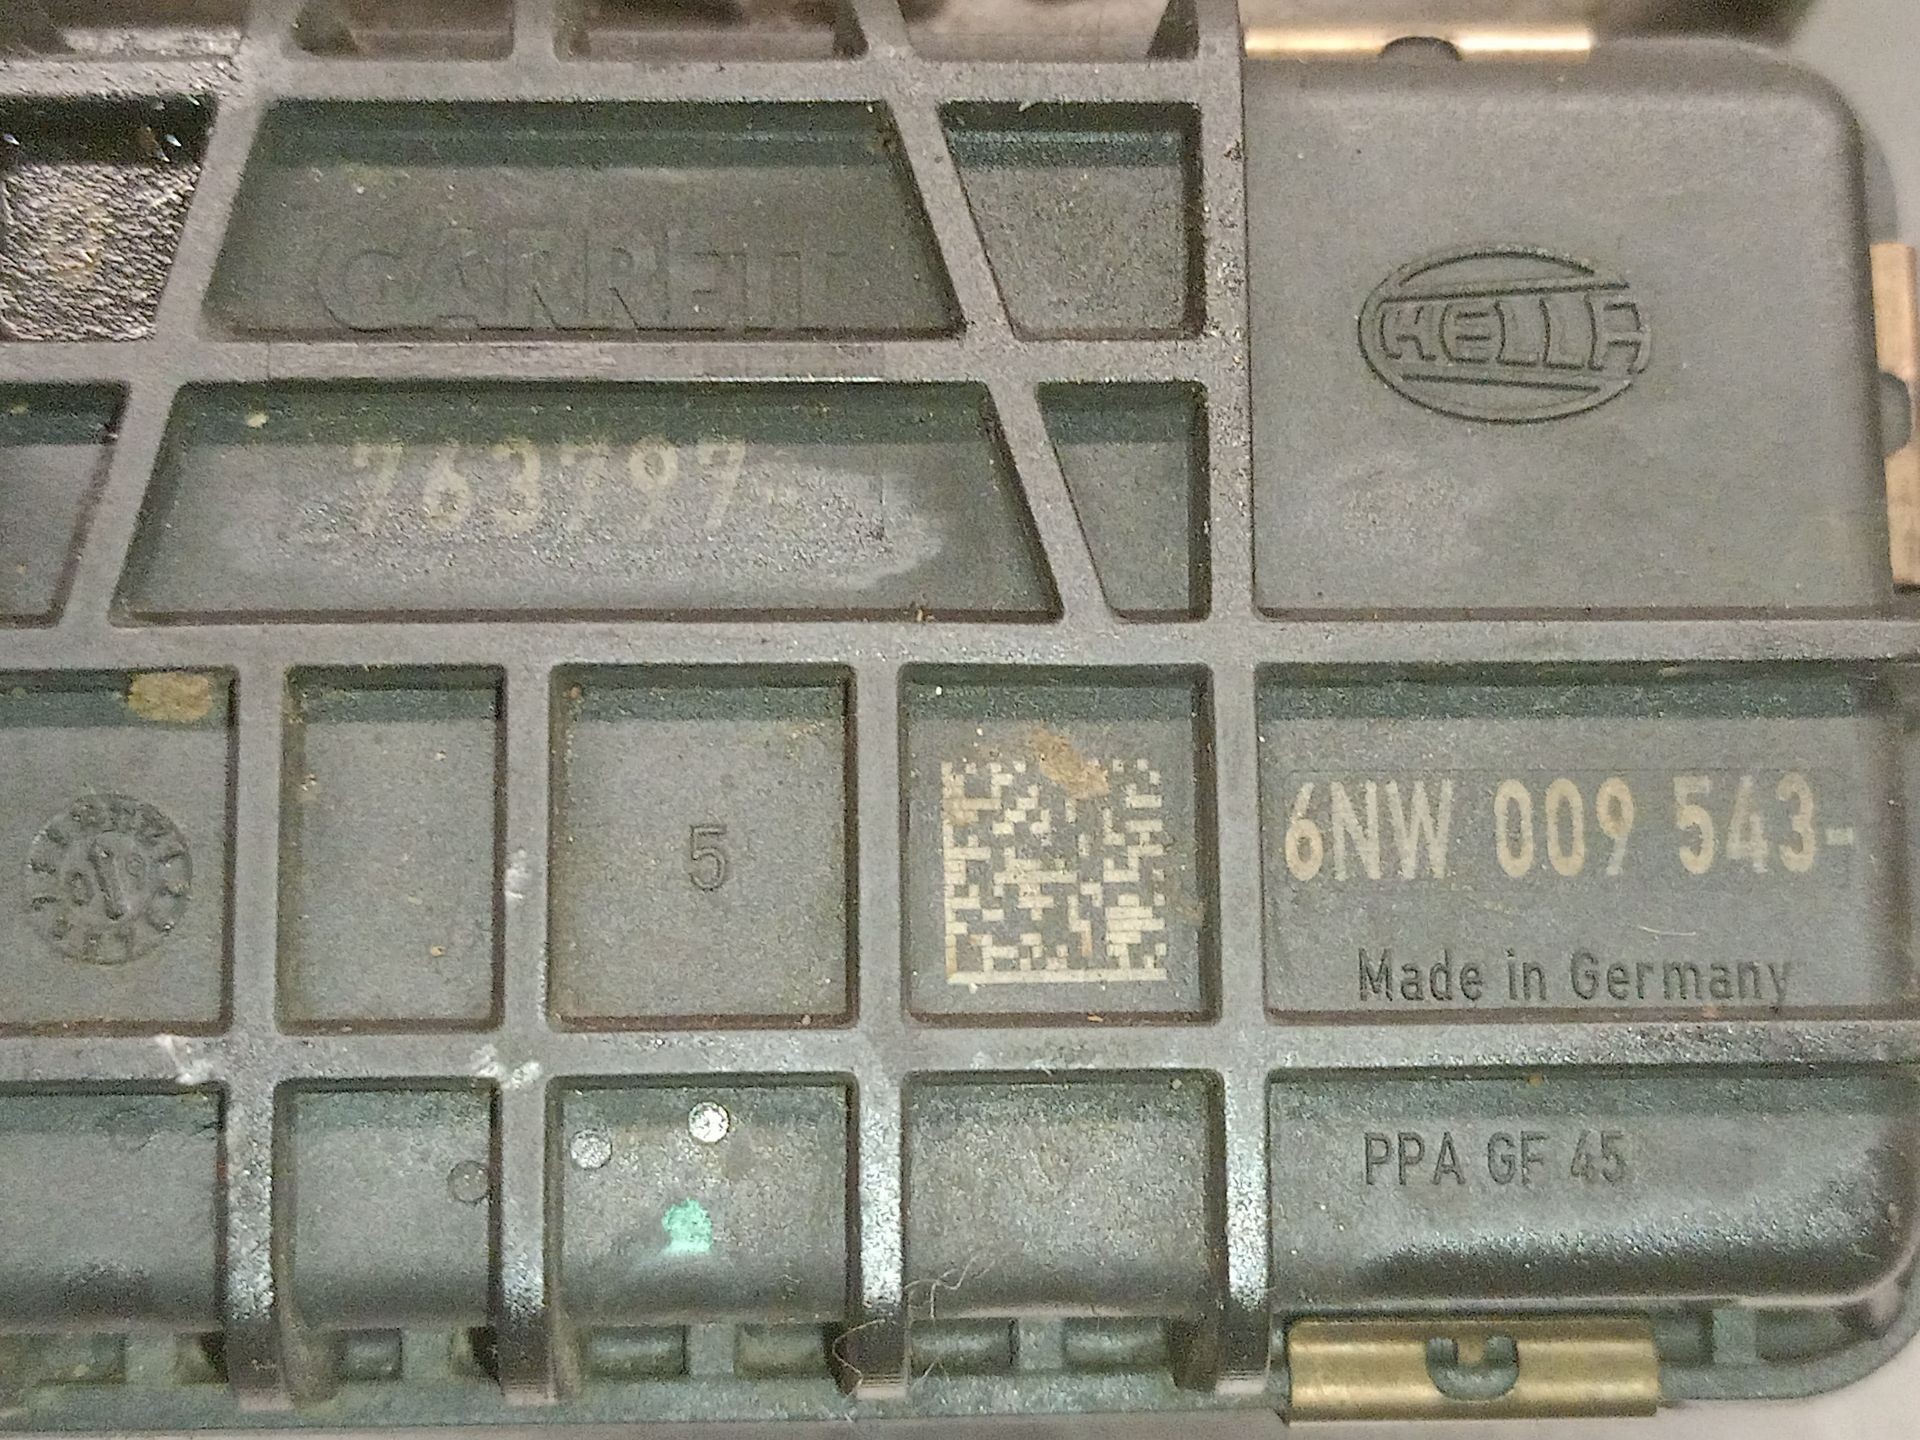 GARRETT
HELLA
763797-
5
6NW 009 543-
Made in Germany
PPA GF 45